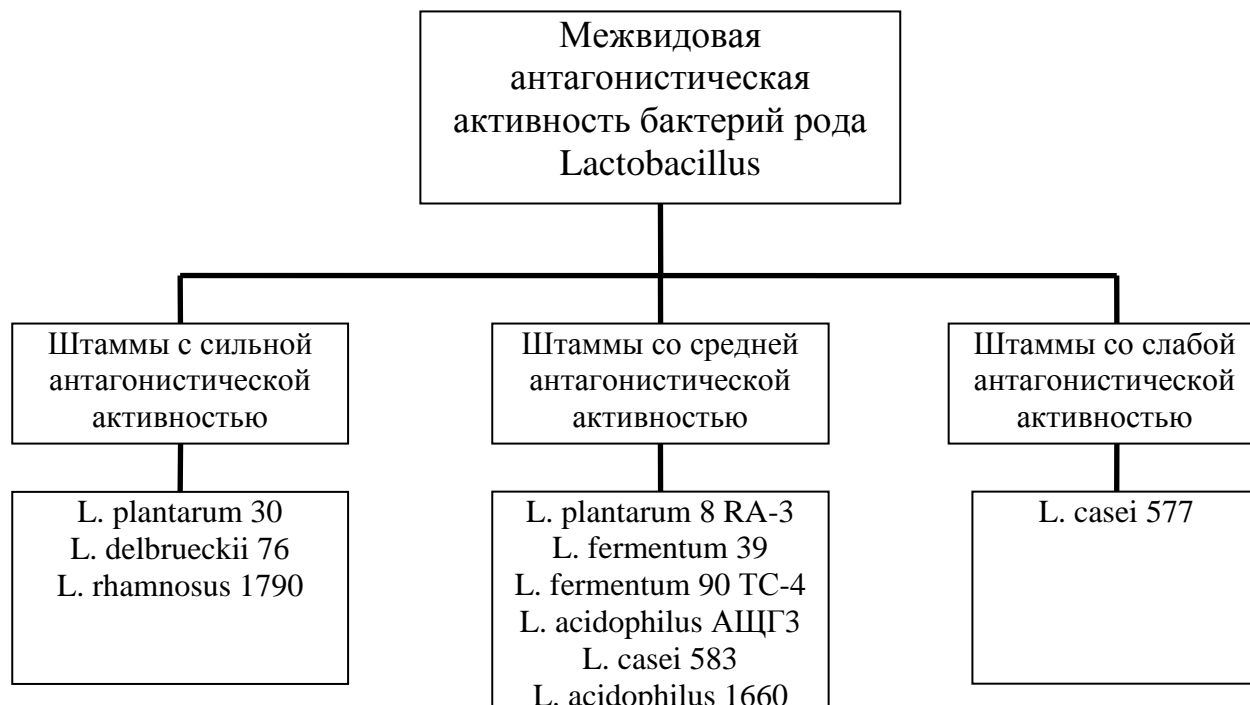 Межвидовая
антагонистическая
активность бактерий рода
Lactobacillus
Штаммы с сильной
антагонистической
активностью
Штаммы со средней
антагонистической
активностью
Штаммы со слабой
антагонистической
активностью
L. plantarum 30
L. delbrueckii 76
L. rhamnosus 1790
L. plantarum 8 RA-3
L. fermentum 39
L. fermentum 90 TC-4
L. acidophilus АЩГЗ
L. casei 583
L. acidophilus 1660
L. casei 577